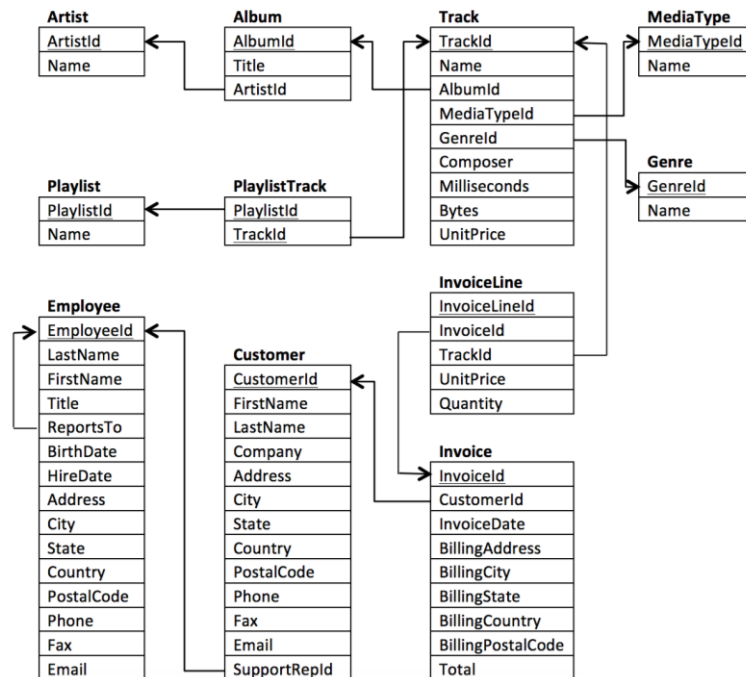 Artist
ArtistId
Name
Album
AlbumId
Title
ArtistId
Track
TrackId
Name
AlbumId
MediaTypeId
GenreId
Composer
Milliseconds
Bytes
UnitPrice
MediaType
MediaTypeId
Name
Genre
GenreId
Name
Playlist
PlaylistId
Name
PlaylistTrack
PlaylistId
TrackId
Employee
EmployeeId
LastName
FirstName
Title
ReportsTo
BirthDate
HireDate
Address
City
State
Country
PostalCode
Phone
Fax
Email
Customer
CustomerId
FirstName
LastName
Company
Address
City
State
Country
PostalCode
Phone
Fax
Email
SupportRepId
InvoiceLine
InvoiceLineId
InvoiceId
TrackId
UnitPrice
Quantity
Invoice
InvoiceId
CustomerId
InvoiceDate
BillingAddress
BillingCity
BillingState
BillingCountry
BillingPostalCode
Total